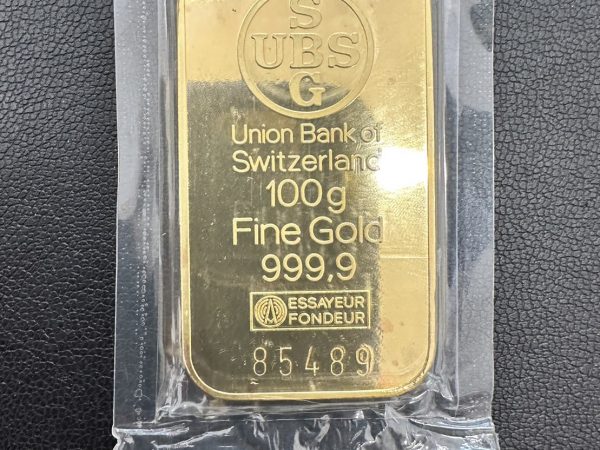 S
UBS
G
Union Bank of
Switzerland
100g
Fine Gold
999,9
ESSAYEUR
FONDEUR
85489